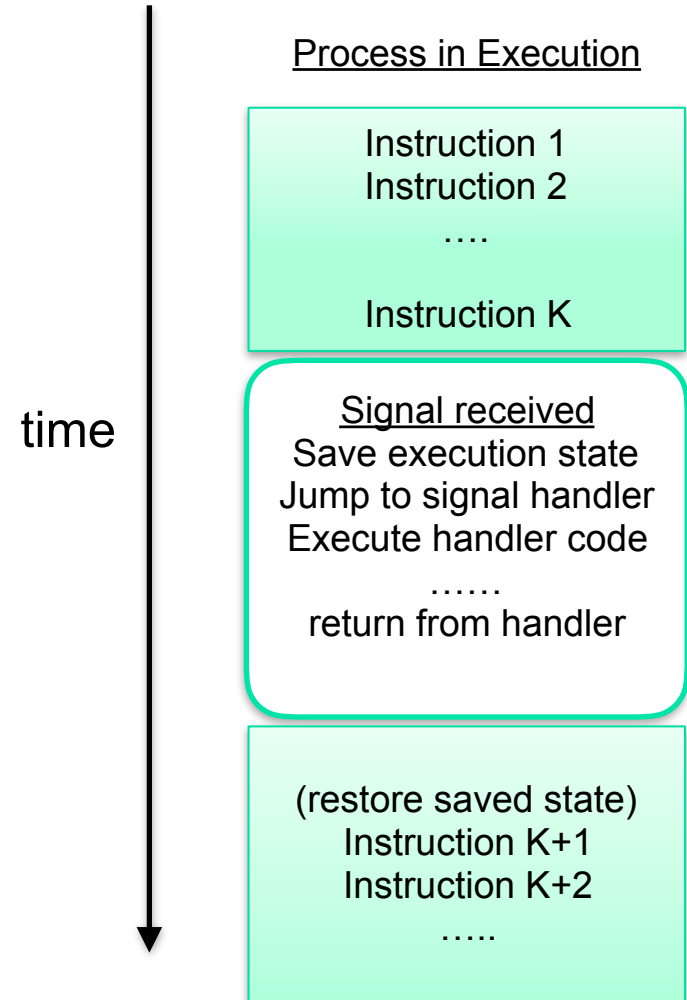 Process in Execution
Instruction 1
Instruction 2
….
Instruction K
time
Signal received
Save execution state
Jump to signal handler
Execute handler code
……
return from handler
(restore saved state)
Instruction K+1
Instruction K+2
…..